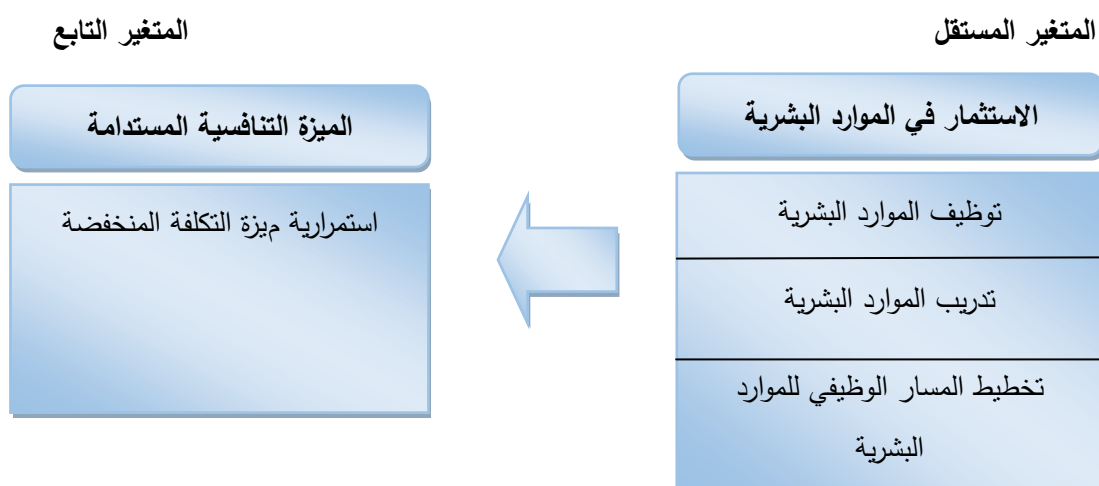 المتغير المستقل
المتغير التابع
الاستثمار في الموارد البشرية
الميزة التنافسية المستدامة
توظيف الموارد البشرية
تدريب الموارد البشرية
تخطيط المسار الوظيفي للموارد
البشرية
استمرارية ميزة التكلفة المنخفضة